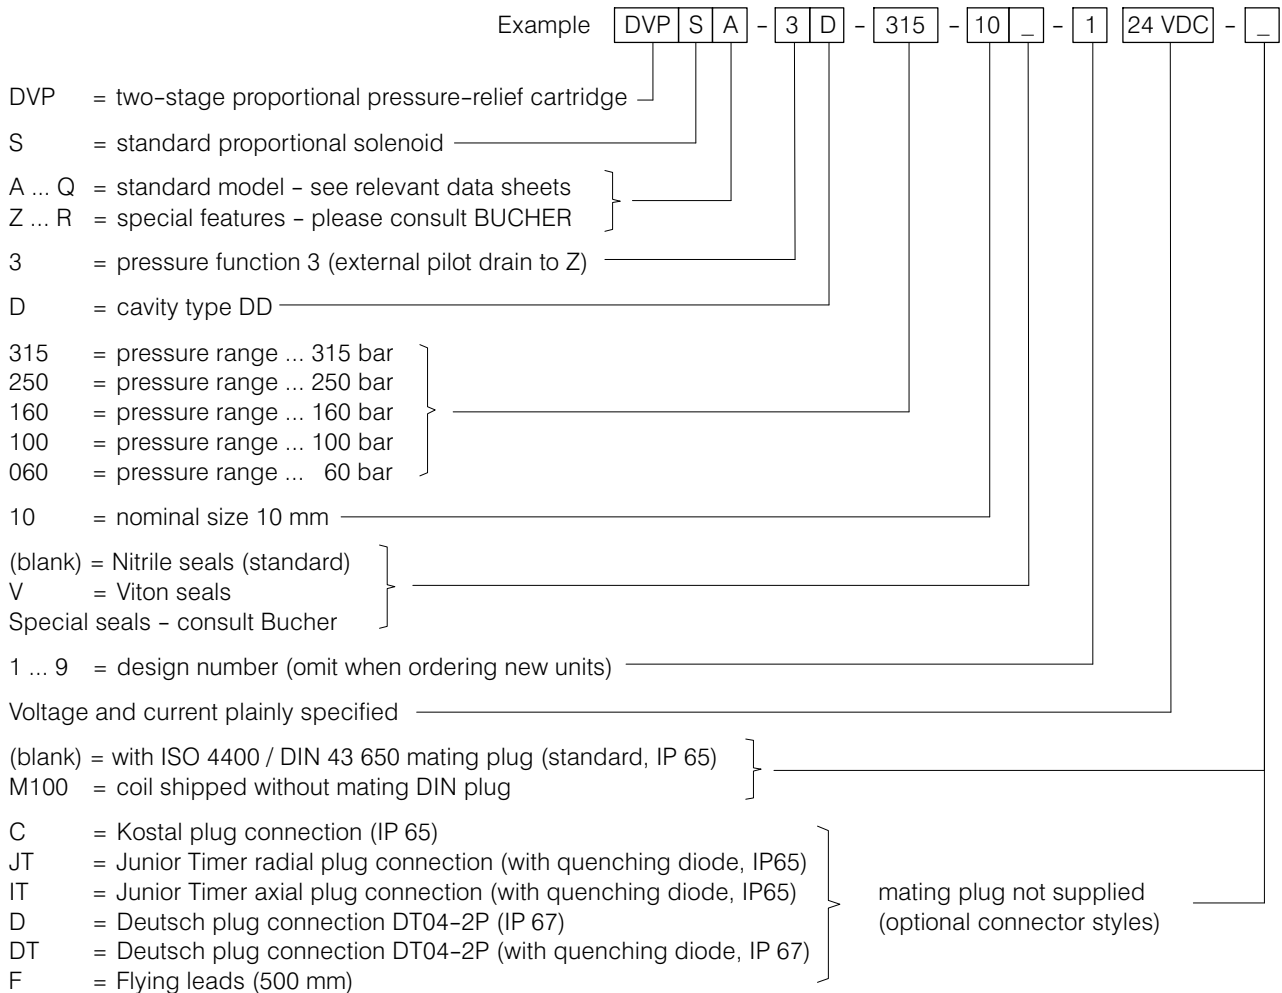 Example DVP S A – 3 D – 315 – 10 _ – 1 24 VDC – _
DVP = two–stage proportional pressure–relief cartridge
S = standard proportional solenoid
A ... Q = standard model – see relevant data sheets
Z ... R = special features – please consult BUCHER
3 = pressure function 3 (external pilot drain to Z)
D = cavity type DD
315 = pressure range ... 315 bar
250 = pressure range ... 250 bar
160 = pressure range ... 160 bar
100 = pressure range ... 100 bar
060 = pressure range ... 60 bar
10 = nominal size 10 mm
(blank) = Nitrile seals (standard)
V = Viton seals
Special seals – consult Bucher
1 ... 9 = design number (omit when ordering new units)
Voltage and current plainly specified
(blank) = with ISO 4400 / DIN 43 650 mating plug (standard, IP 65)
M100 = coil shipped without mating DIN plug
C = Kostal plug connection (IP 65)
JT = Junior Timer radial plug connection (with quenching diode, IP65)
IT = Junior Timer axial plug connection (with quenching diode, IP65)
D = Deutsch plug connection DT04–2P (IP 67)
DT = Deutsch plug connection DT04–2P (with quenching diode, IP 67)
F = Flying leads (500 mm)
mating plug not supplied
(optional connector styles)